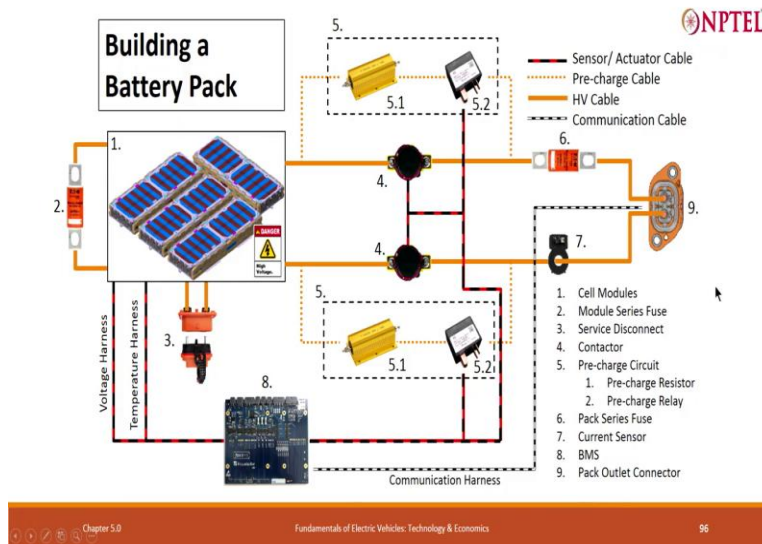 NPTEL
Building a
Battery Pack
5.
5.1
5.2
Sensor/ Actuator Cable
Pre-charge Cable
HV Cable
Communication Cable
1.
2.
4.
6.
9.
DANGER
High
Voltage.
4.
7.
3.
5.
5.1
5.2
Voltage Harness
Temperature Harness
8.
Communication Harness
1. Cell Modules
2. Module Series Fuse
3. Service Disconnect
4. Contactor
5. Pre-charge Circuit
1. Pre-charge Resistor
2. Pre-charge Relay
6. Pack Series Fuse
7. Current Sensor
8. BMS
9. Pack Outlet Connector
Chapter 5.0
Fundamentals of Electric Vehicles: Technology & Economics
96